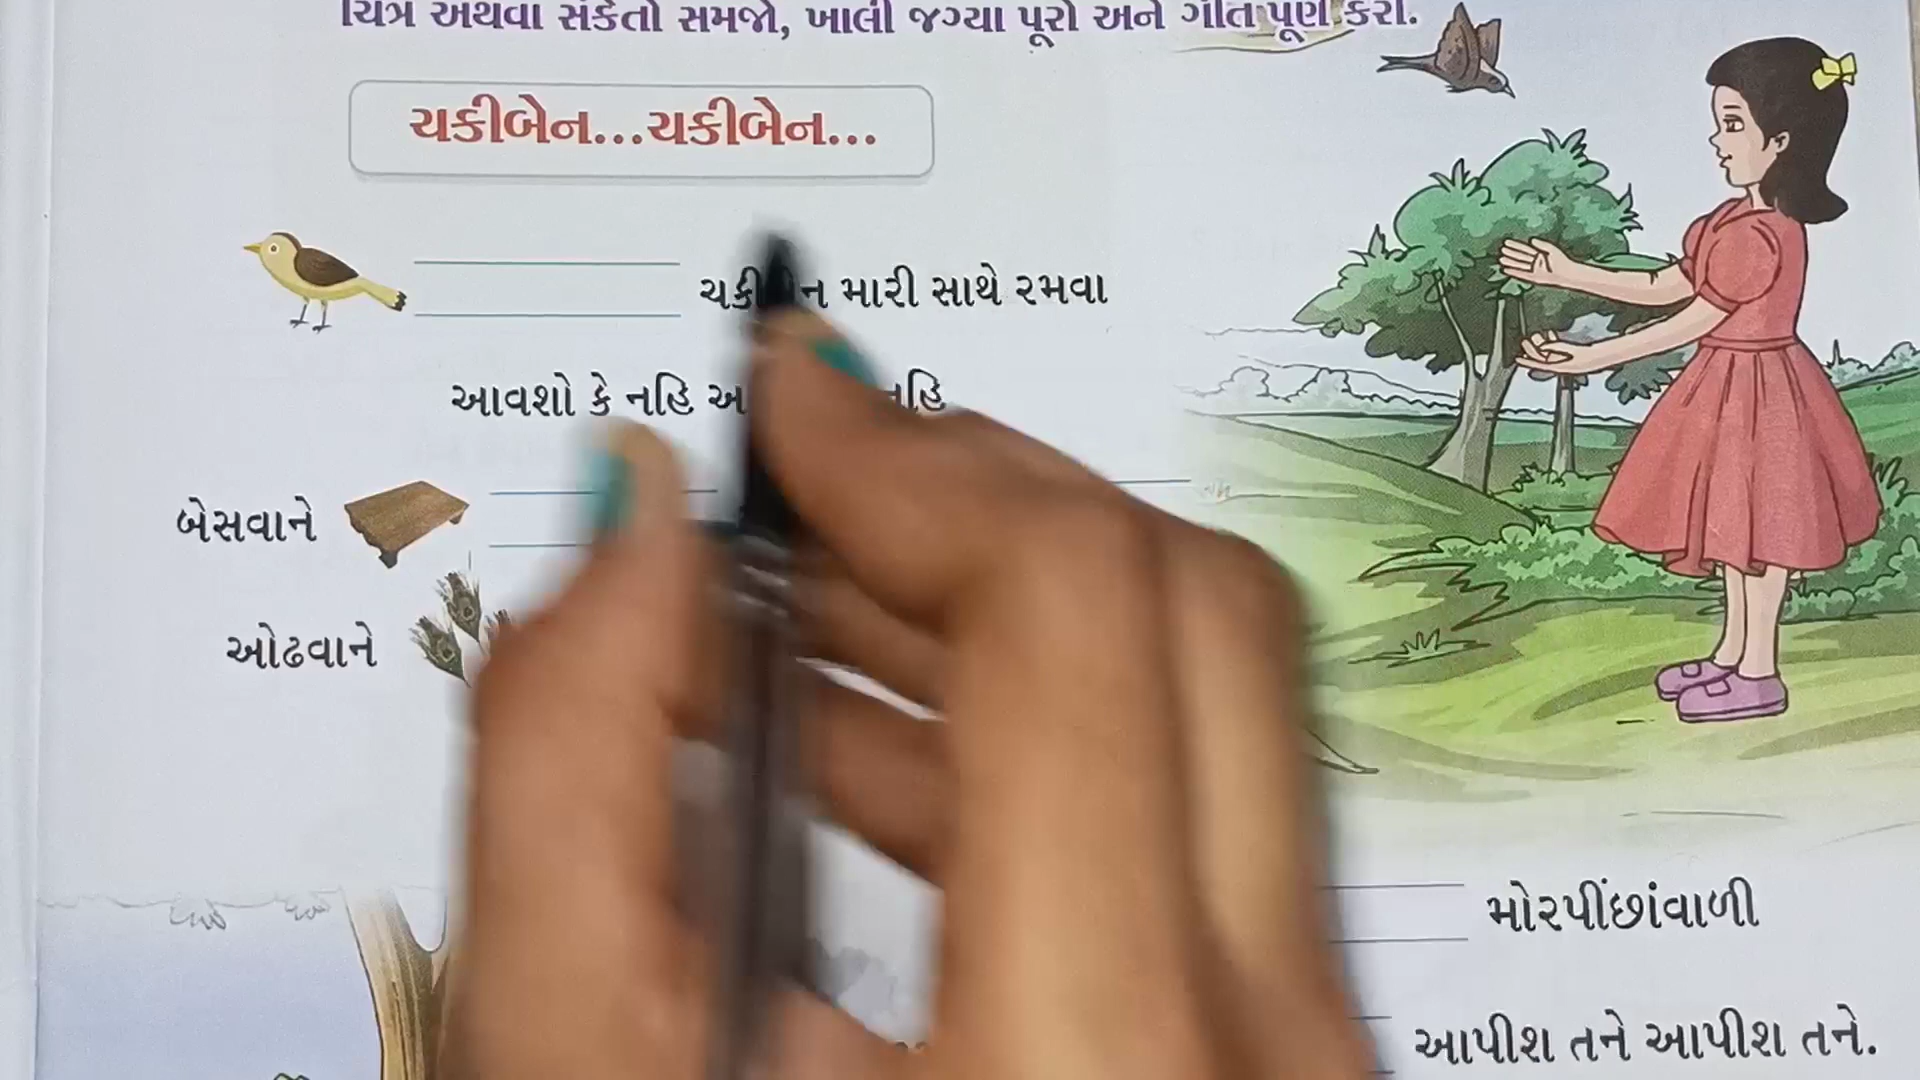 ચિત્ર અથવા સંકેતો સમજો, ખાલી જગ્યા પૂરો અને ગીત પૂર્ણ કરો.
ચકીબેન...ચકીબેન...
મારી સાથે રમવા
આવશો કે નહિ
બેસવાને
ઓઢવાને
મોરપીંછાંવાળી
આપીશ તને આપીશ તને.